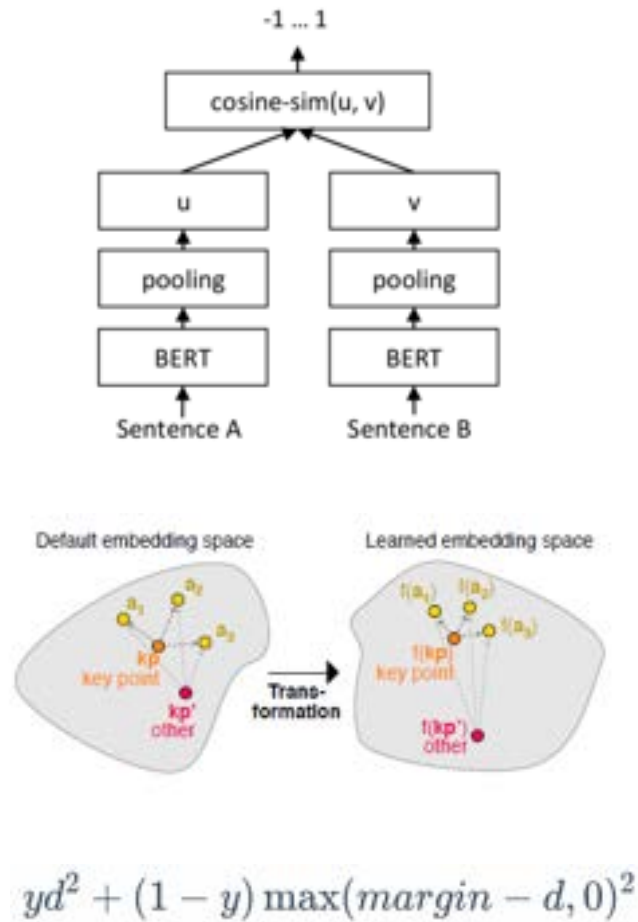 -1 ... 1
cosine-sim(u, v)
u v
pooling pooling
BERT BERT
Sentence A Sentence B
Default embedding space Learned embedding space
a₁ a₂ a₃
kp
key point
kp'
other
Trans-
formation
f(a₁) f(a₂) f(a₃)
f(kp)
key point
f(kp')
other
yd² + (1 − y) max(margin − d, 0)²